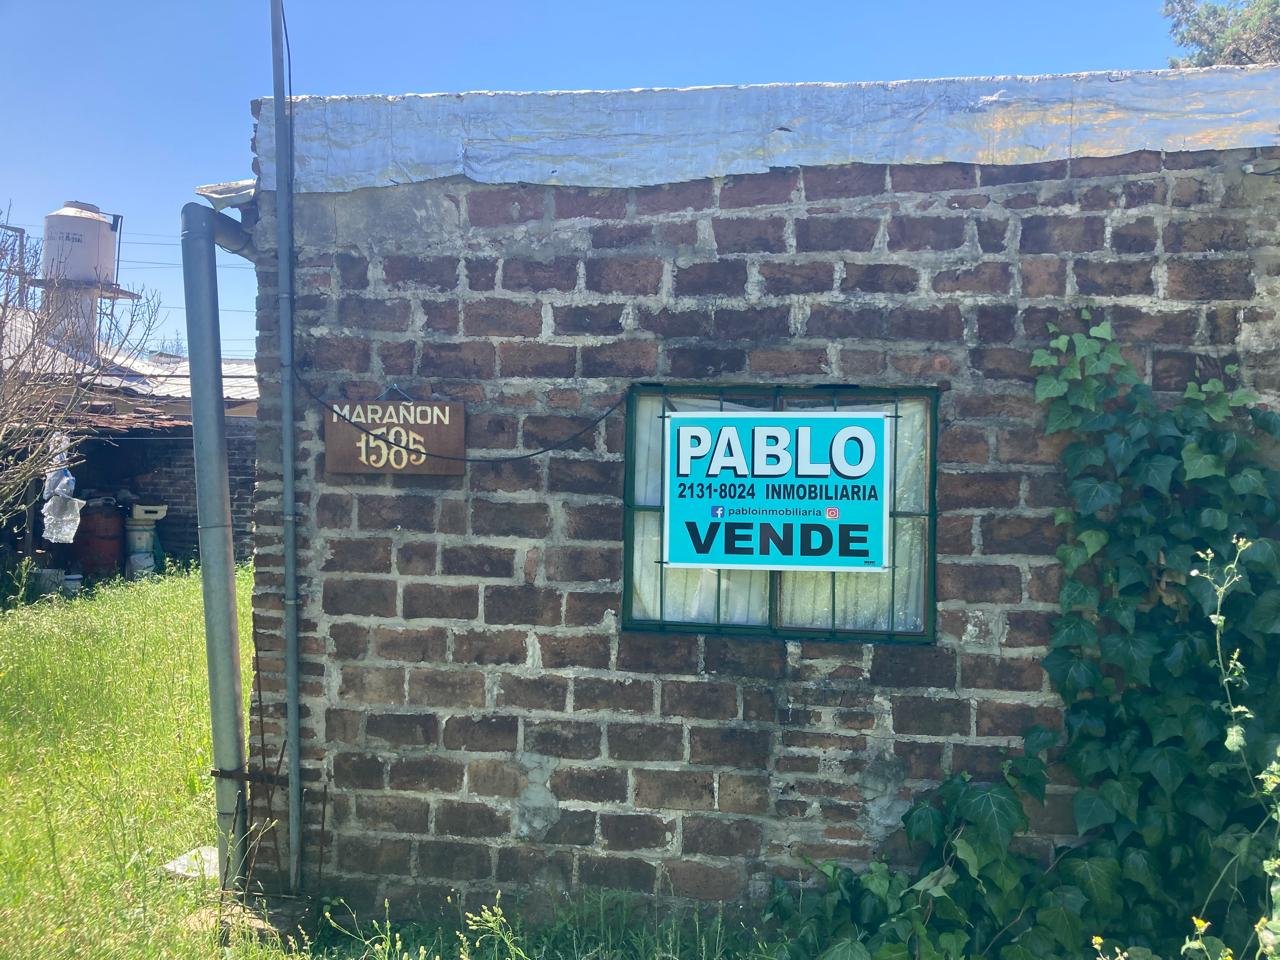 MARAÑON
1585
PABLO
2131-8024 INMOBILIARIA
pabloinmobiliaria
VENDE